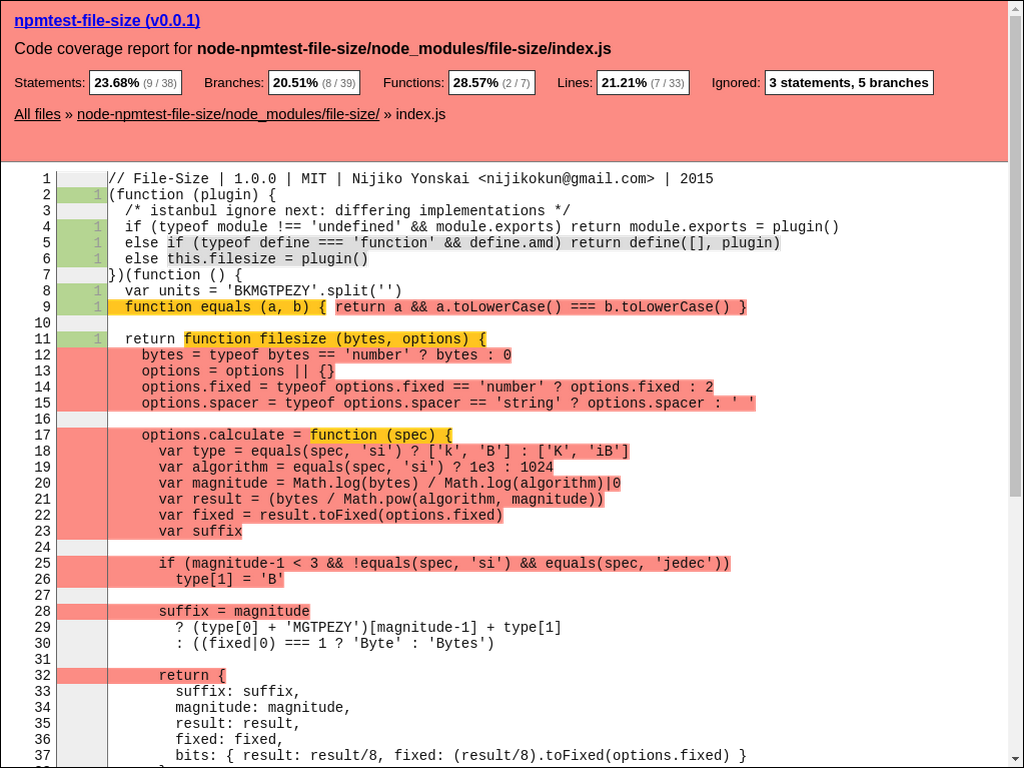 npmtest-file-size (v0.0.1)
Code coverage report for node-npmtest-file-size/node_modules/file-size/index.js
Statements: 23.68% (9 / 38) Branches: 20.51% (8 / 39) Functions: 28.57% (2 / 7) Lines: 21.21% (7 / 33) Ignored: 3 statements, 5 branches
All files » node-npmtest-file-size/node_modules/file-size/ » index.js
1 // File-Size | 1.0.0 | MIT | Nijiko Yonskai <nijikokun@gmail.com> | 2015
2 1 (function (plugin) {
3 /* istanbul ignore next: differing implementations */
4 1 if (typeof module !== 'undefined' && module.exports) return module.exports = plugin()
5 1 else if (typeof define === 'function' && define.amd) return define([], plugin)
6 1 else this.filesize = plugin()
7 })(function () {
8 1 var units = 'BKMGTPEZY'.split('')
9 1 function equals (a, b) { return a && a.toLowerCase() === b.toLowerCase() }
10
11 1 return function filesize (bytes, options) {
12 bytes = typeof bytes == 'number' ? bytes : 0
13 options = options || {}
14 options.fixed = typeof options.fixed == 'number' ? options.fixed : 2
15 options.spacer = typeof options.spacer == 'string' ? options.spacer : ' '
16
17 options.calculate = function (spec) {
18 var type = equals(spec, 'si') ? ['k', 'B'] : ['K', 'iB']
19 var algorithm = equals(spec, 'si') ? 1e3 : 1024
20 var magnitude = Math.log(bytes) / Math.log(algorithm)|0
21 var result = (bytes / Math.pow(algorithm, magnitude))
22 var fixed = result.toFixed(options.fixed)
23 var suffix
24
25 if (magnitude-1 < 3 && !equals(spec, 'si') && equals(spec, 'jedec'))
26 type[1] = 'B'
27
28 suffix = magnitude
29 ? (type[0] + 'MGTPEZY')[magnitude-1] + type[1]
30 : ((fixed|0) === 1 ? 'Byte' : 'Bytes')
31
32 return {
33 suffix: suffix,
34 magnitude: magnitude,
35 result: result,
36 fixed: fixed,
37 bits: { result: result/8, fixed: (result/8).toFixed(options.fixed) }